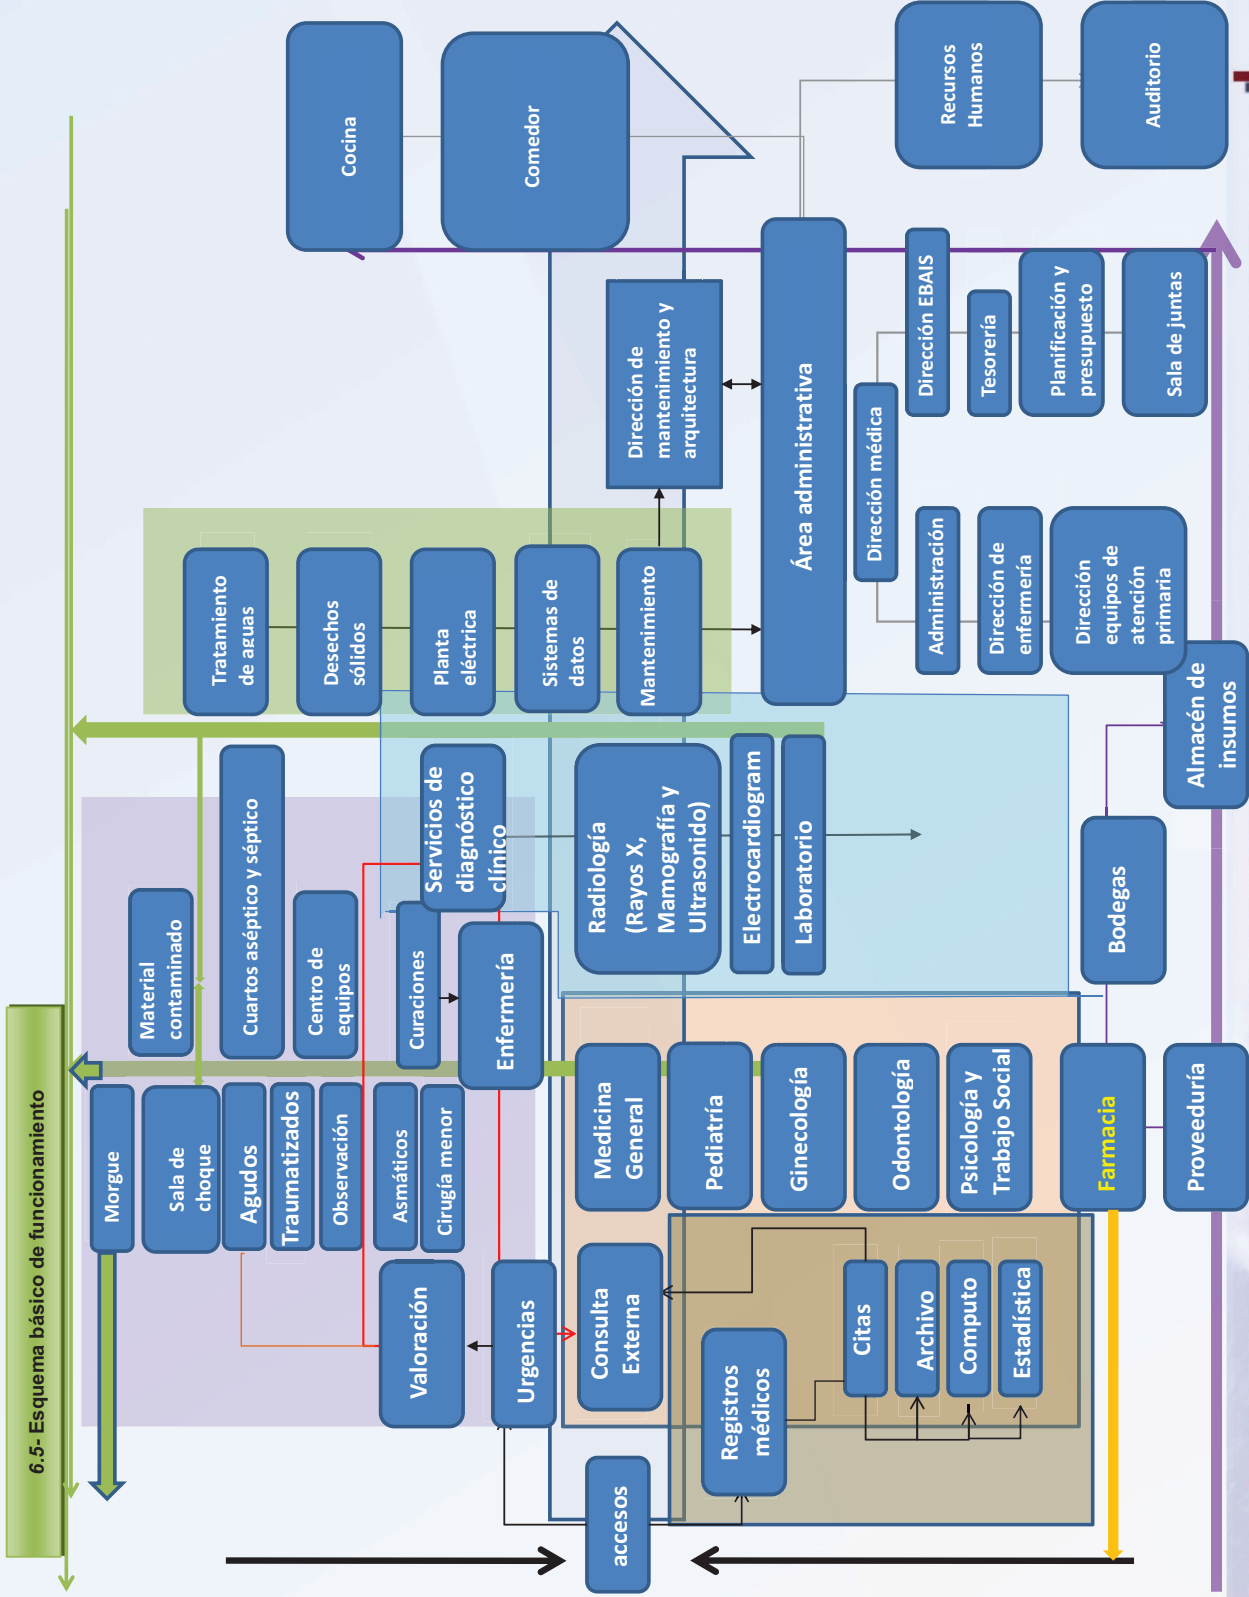 6.5- Esquema básico de funcionamiento
Morgue
Sala de
choque
Agudos
Traumatizados
Observación
Asmáticos
Cirugía menor
Material
contaminado
Cuartos aséptico y séptico
Centro de
equipos
Curaciones
Enfermería
Valoración
Urgencias
Servicios de
diagnóstico
clínico
Radiología
(Rayos X,
Mamografía y
Ultrasonido)
Electrocardiogram
Laboratorio
Tratamiento
de aguas
Desechos
sólidos
Planta
eléctrica
Sistemas de
datos
Mantenimiento
Dirección de
mantenimiento y
arquitectura
Cocina
Comedor
accesos
Consulta
Externa
Medicina
General
Pediatría
Ginecología
Odontología
Psicología y
Trabajo Social
Registros
médicos
Citas
Archivo
Computo
Estadística
Farmacia
Proveeduría
Bodegas
Almacén de
insumos
Área administrativa
Dirección médica
Administración
Dirección de
enfermería
Dirección
equipos de
atención
primaria
Dirección EBAIS
Tesorería
Planificación y
presupuesto
Sala de juntas
Recursos
Humanos
Auditorio